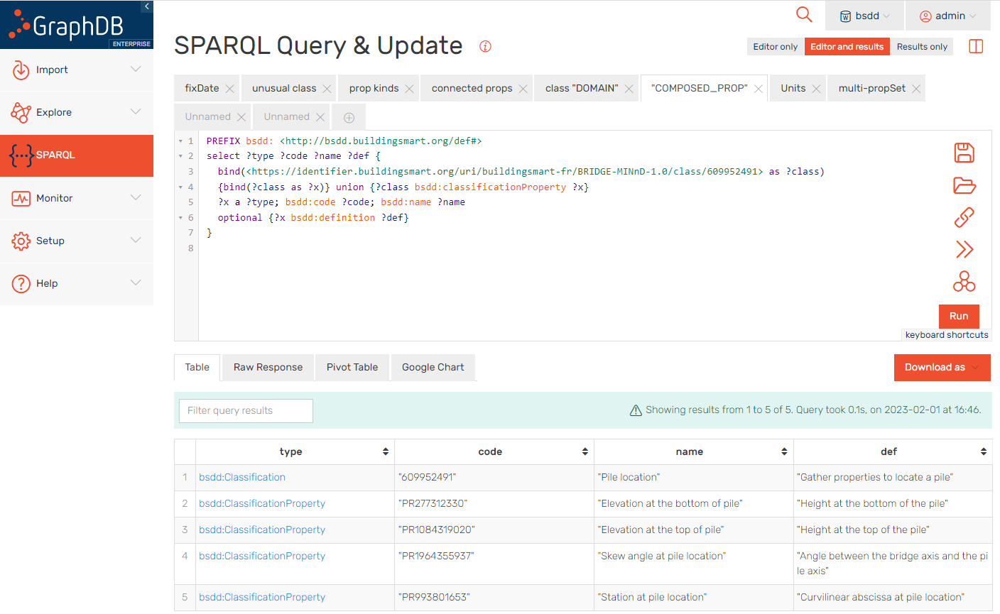 GraphDB
ENTERPRISE
bsdd
admin
SPARQL Query & Update
Editor only
Editor and results
Results only
Import
Explore
SPARQL
Monitor
Setup
Help
fixDate
unusual class
prop kinds
connected props
class "DOMAIN"
"COMPOSED_PROP"
Units
multi-propSet
Unnamed
Unnamed
1 PREFIX bsdd: <http://bsdd.buildingsmart.org/def#>
2 select ?type ?code ?name ?def {
3 bind(<https://identifier.buildingsmart.org/uri/buildingsmart-fr/BRIDGE-MINnD-1.0/class/609952491> as ?class)
4 {bind(?class as ?x)} union {?class bsdd:classificationProperty ?x}
5 ?x a ?type; bsdd:code ?code; bsdd:name ?name
6 optional {?x bsdd:definition ?def}
7 }
8
Run
keyboard shortcuts
Table
Raw Response
Pivot Table
Google Chart
Download as
Filter query results
Showing results from 1 to 5 of 5. Query took 0.1s, on 2023-02-01 at 16:46.
type code name def
1 bsdd:Classification "609952491" "Pile location" "Gather properties to locate a pile"
2 bsdd:ClassificationProperty "PR277312330" "Elevation at the bottom of pile" "Height at the bottom of the pile"
3 bsdd:ClassificationProperty "PR1084319020" "Elevation at the top of pile" "Height at the top of the pile"
4 bsdd:ClassificationProperty "PR1964355937" "Skew angle at pile location" "Angle between the bridge axis and the pi
le axis"
5 bsdd:ClassificationProperty "PR993801653" "Station at pile location" "Curvilinear abscissa at pile location"